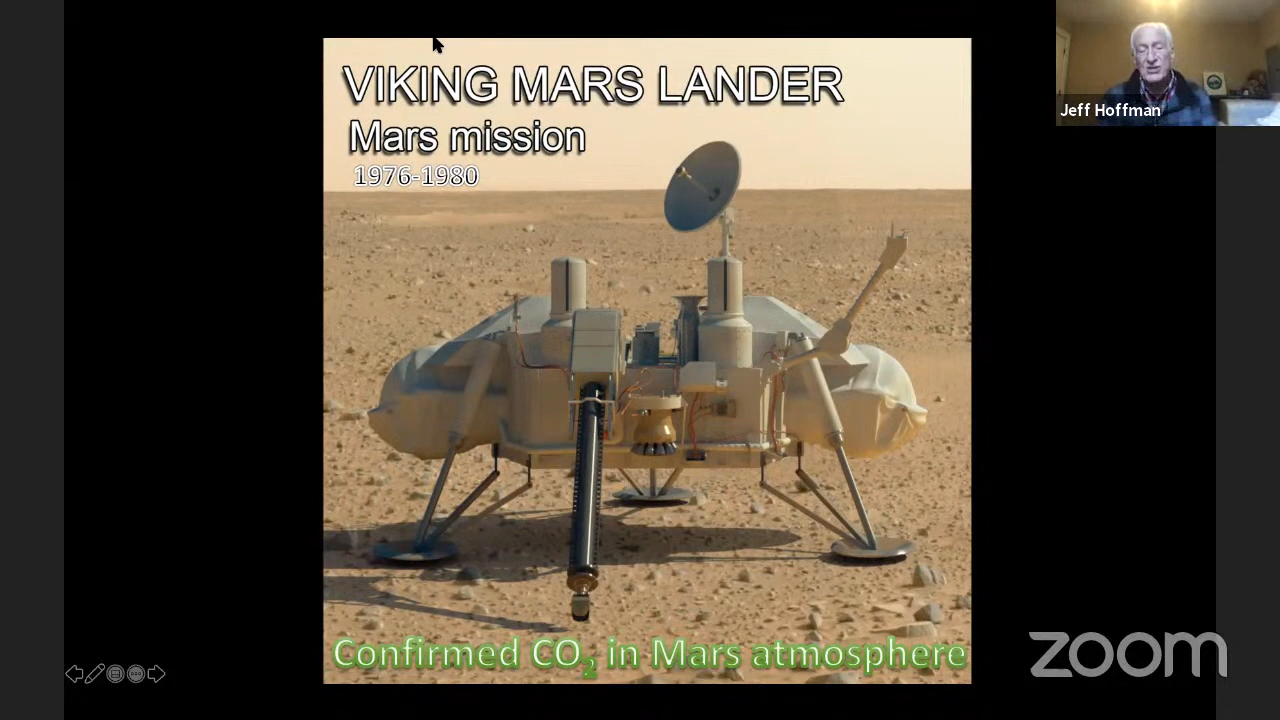 VIKING MARS LANDER
Mars mission
1976-1980
Jeff Hoffman
Confirmed CO₂ in Mars atmosphere
zoom